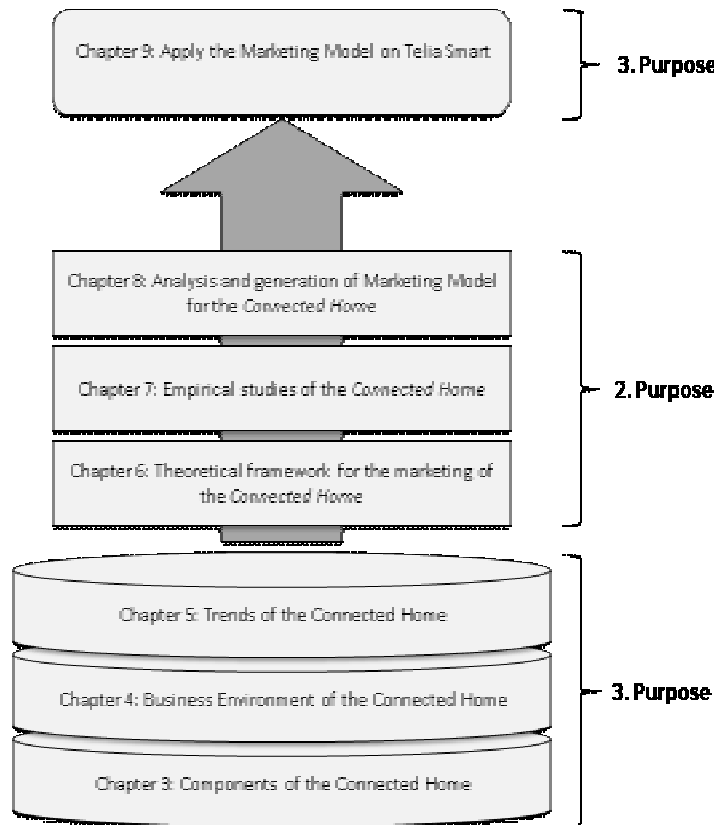 Chapter 9: Apply the Marketing Model on Telia Smart
3. Purpose
Chapter 8: Analysis and generation of Marketing Model
for the Connected Home
Chapter 7: Empirical studies of the Connected Home
2. Purpose
Chapter 6: Theoretical framework for the marketing of
the Connected Home
Chapter 5: Trends of the Connected Home
Chapter 4: Business Environment of the Connected Home
3. Purpose
Chapter 3: Components of the Connected Home